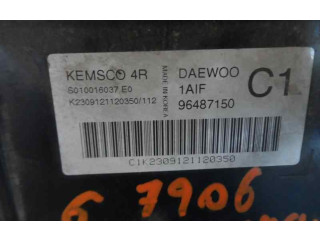 KEMSCO 4R
DAEWOO
C1
S010016037 E0
1AIF
K2309121120350/112
96487150
MADE IN KOREA
C1K2309121120350
6 7906